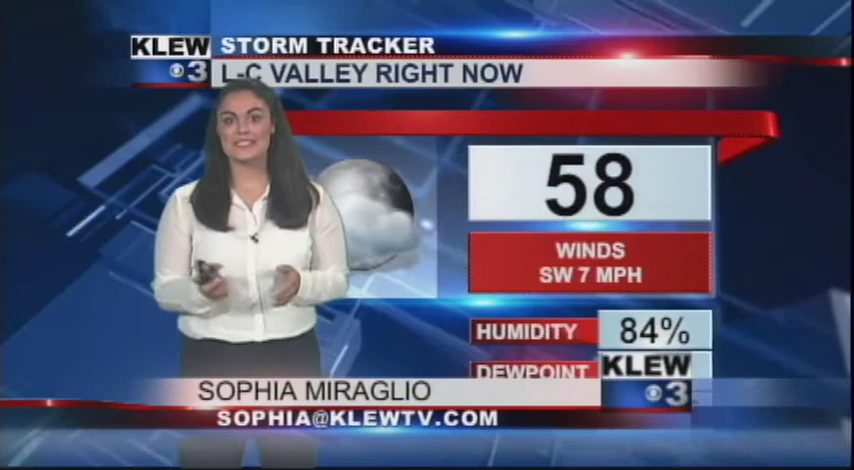 KLEW STORM TRACKER
3 L-C VALLEY RIGHT NOW
58
WINDS
SW 7 MPH
HUMIDITY 84%
DEWPOINT
KLEW
3
SOPHIA MIRAGLIO
SOPHIA@KLEWTV.COM